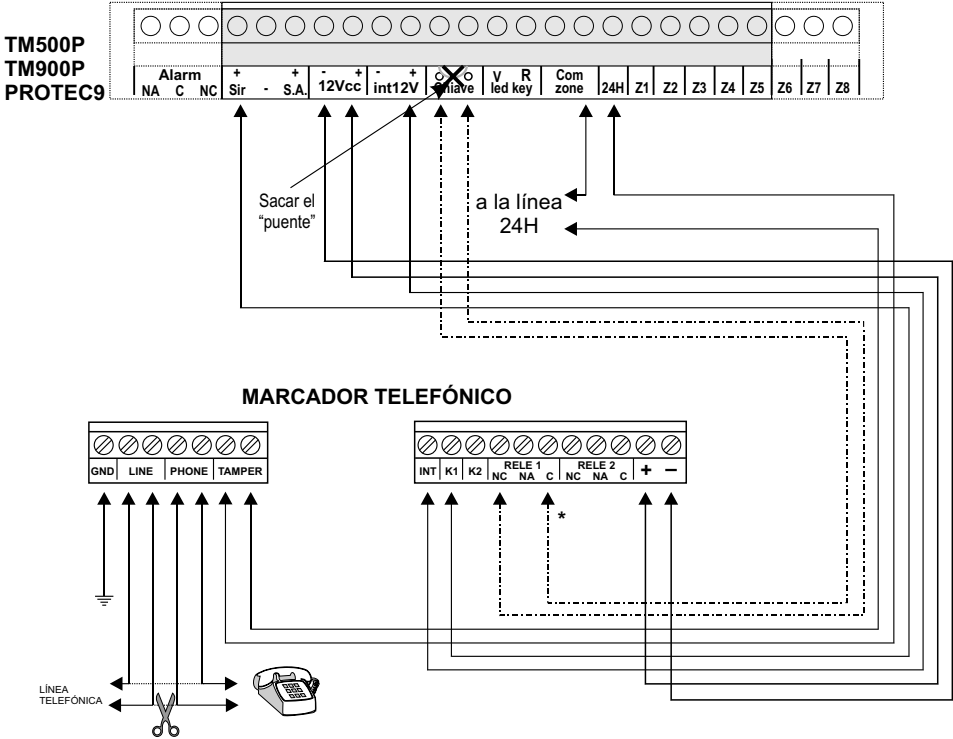 TM500P
TM900P
PROTEC9
Alarm
NA C NC
+ +
Sir - S.A.
- +
12Vcc
- +
int12V
Chiave
V R
led key
Com
zone
24H Z1 Z2 Z3 Z4 Z5 Z6 Z7 Z8
Sacar el
“puente”
a la línea
24H
MARCADOR TELEFÓNICO
GND LINE PHONE TAMPER
INT K1 K2
RELE 1
NC NA C
RELE 2
NC NA C
+ −
*
LÍNEA
TELEFÓNICA